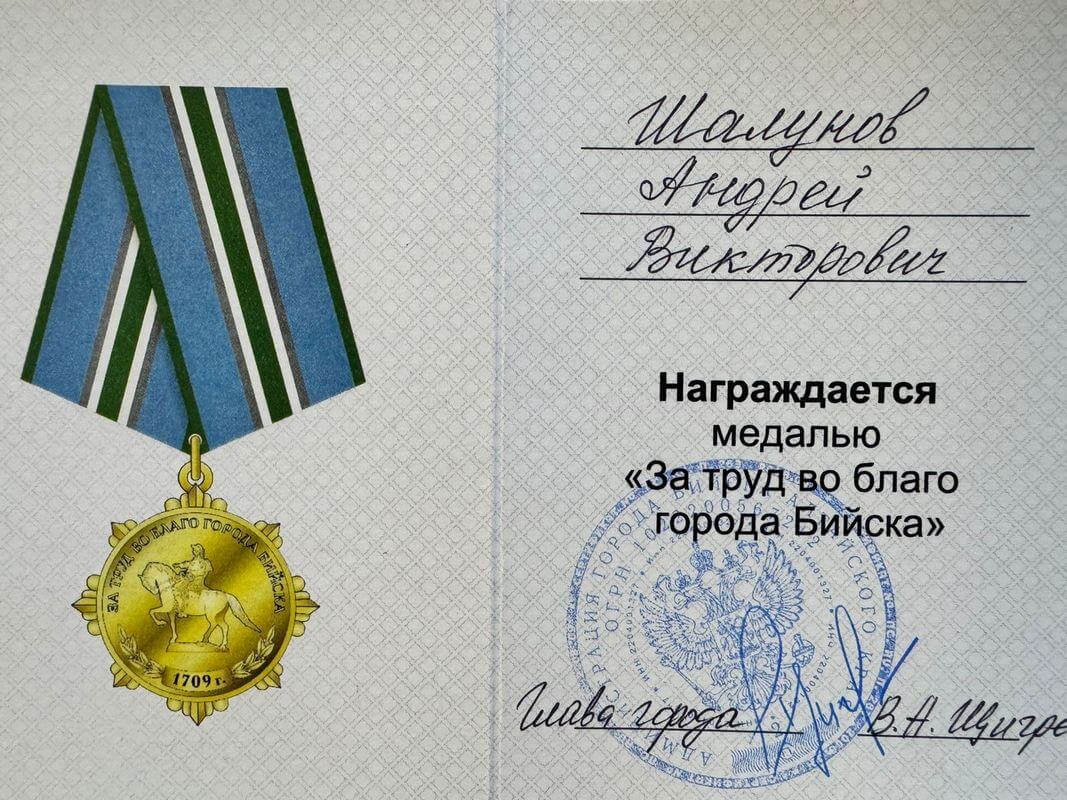 ЗА ТРУД ВО БЛАГО ГОРОДА БИЙСКА
1709 г.
Шалунов
Андрей
Викторович
Награждается
медалью
«За труд во благо
города Бийска»
Глава города В.А. Щигре